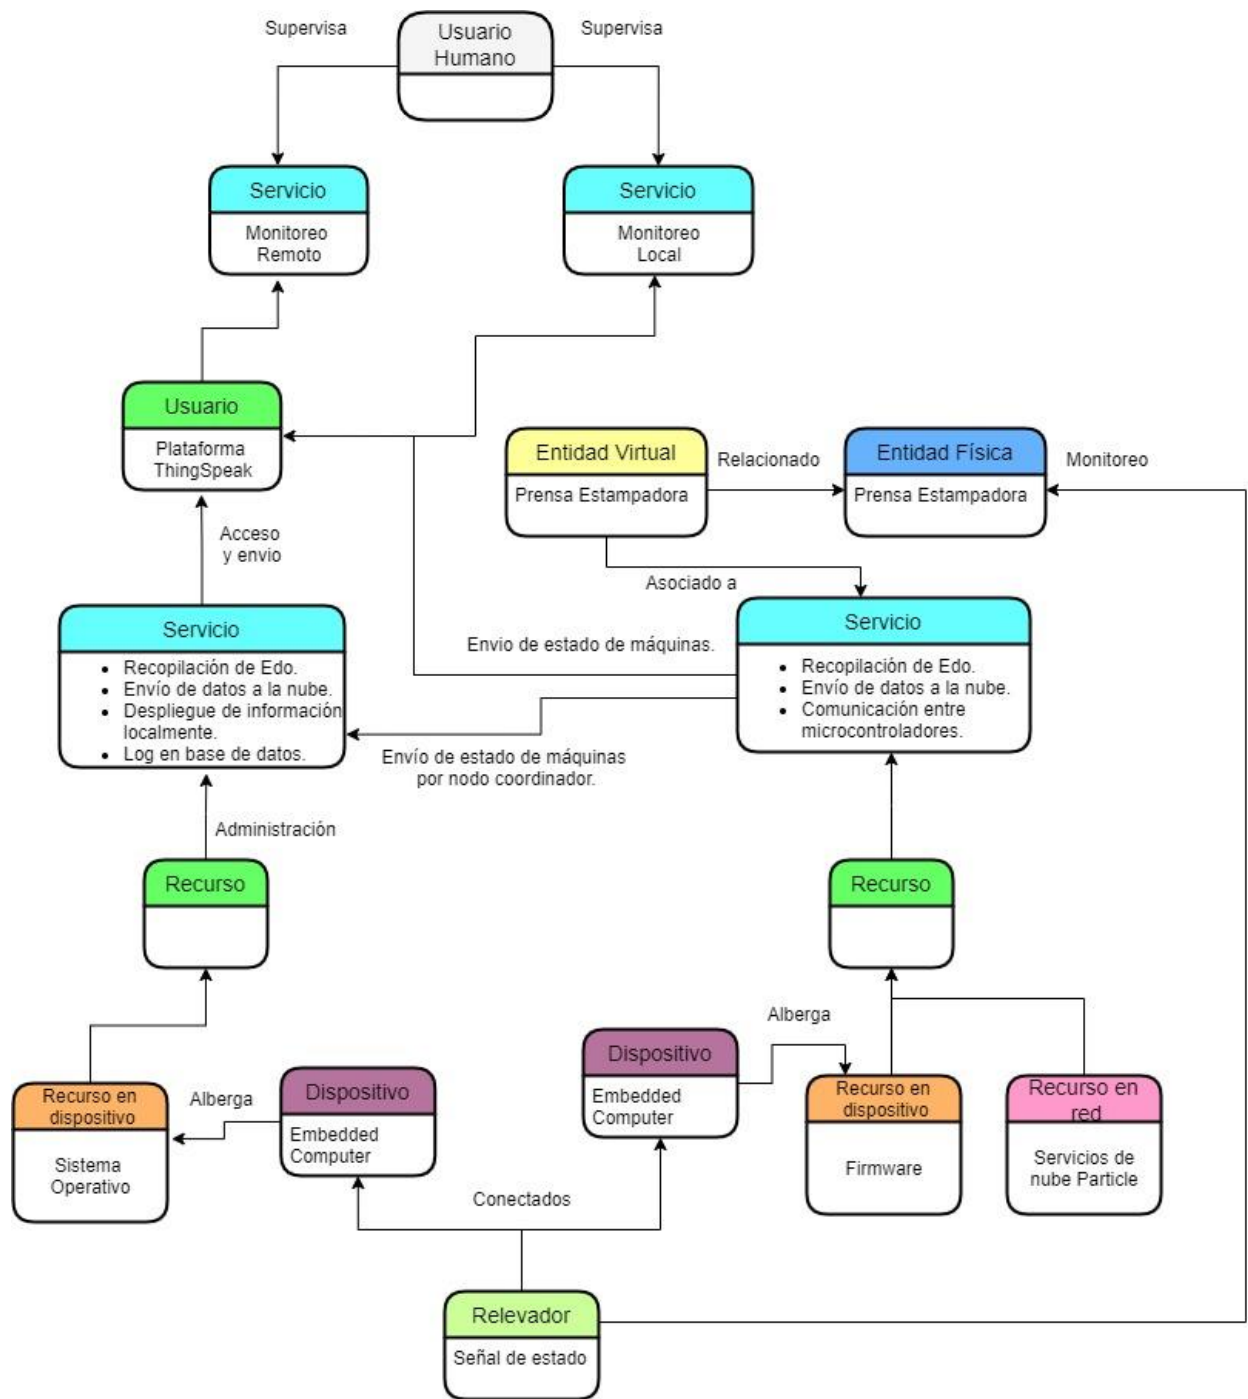 Supervisa
Usuario
Humano
Supervisa
Servicio
Monitoreo
Remoto
Servicio
Monitoreo
Local
Usuario
Plataforma
ThingSpeak
Entidad Virtual
Prensa Estampadora
Relacionado
Entidad Física
Prensa Estampadora
Monitoreo
Acceso
y envio
Asociado a
Servicio
• Recopilación de Edo.
• Envío de datos a la nube.
• Despliegue de información
localmente.
• Log en base de datos.
Envio de estado de máquinas.
Servicio
• Recopilación de Edo.
• Envío de datos a la nube.
• Comunicación entre
microcontroladores.
Envío de estado de máquinas
por nodo coordinador.
Administración
Recurso
Recurso
Alberga
Dispositivo
Embedded
Computer
Recurso en
dispositivo
Sistema
Operativo
Alberga
Dispositivo
Embedded
Computer
Recurso en
dispositivo
Firmware
Recurso en
red
Servicios de
nube Particle
Conectados
Relevador
Señal de estado